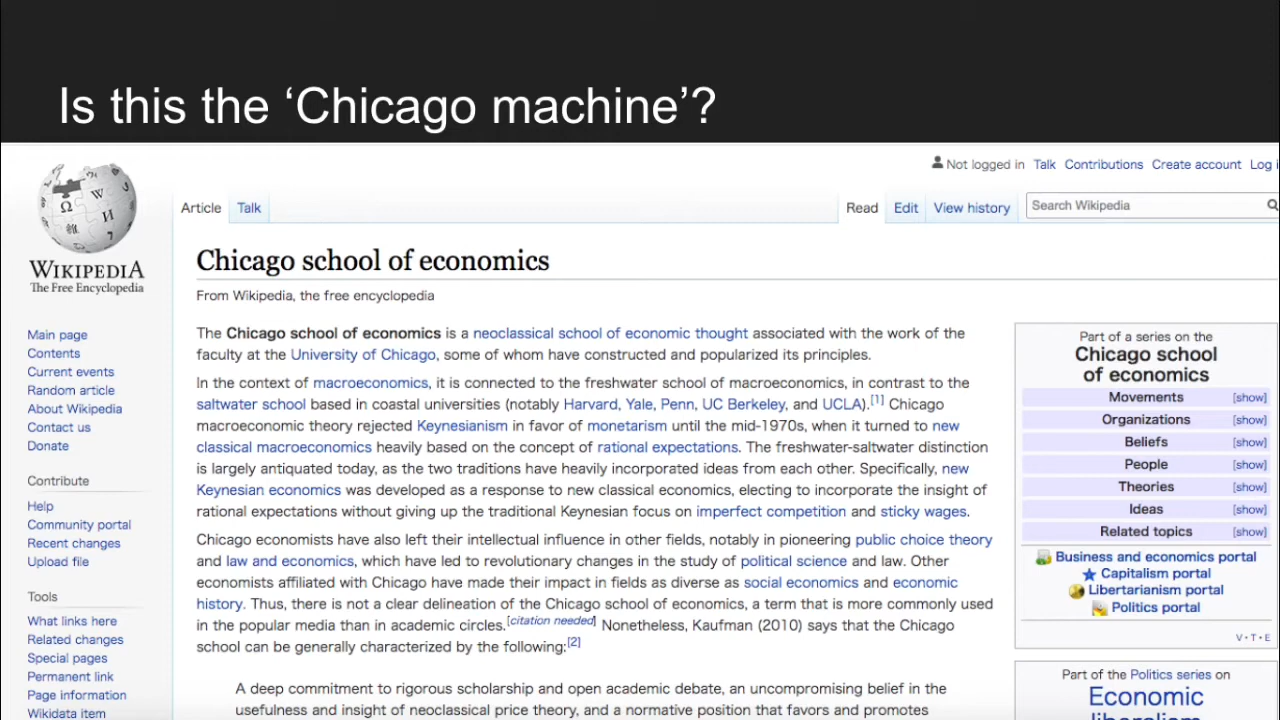 Is this the ‘Chicago machine’?
Not logged in Talk Contributions Create account Log i
WIKIPEDIA
The Free Encyclopedia
Main page
Contents
Current events
Random article
About Wikipedia
Contact us
Donate
Contribute
Help
Community portal
Recent changes
Upload file
Tools
What links here
Related changes
Special pages
Permanent link
Page information
Wikidata item
Article Talk
Read Edit View history Search Wikipedia
Chicago school of economics
From Wikipedia, the free encyclopedia
The Chicago school of economics is a neoclassical school of economic thought associated with the work of the
faculty at the University of Chicago, some of whom have constructed and popularized its principles.
In the context of macroeconomics, it is connected to the freshwater school of macroeconomics, in contrast to the
saltwater school based in coastal universities (notably Harvard, Yale, Penn, UC Berkeley, and UCLA).[1] Chicago
macroeconomic theory rejected Keynesianism in favor of monetarism until the mid-1970s, when it turned to new
classical macroeconomics heavily based on the concept of rational expectations. The freshwater-saltwater distinction
is largely antiquated today, as the two traditions have heavily incorporated ideas from each other. Specifically, new
Keynesian economics was developed as a response to new classical economics, electing to incorporate the insight of
rational expectations without giving up the traditional Keynesian focus on imperfect competition and sticky wages.
Chicago economists have also left their intellectual influence in other fields, notably in pioneering public choice theory
and law and economics, which have led to revolutionary changes in the study of political science and law. Other
economists affiliated with Chicago have made their impact in fields as diverse as social economics and economic
history. Thus, there is not a clear delineation of the Chicago school of economics, a term that is more commonly used
in the popular media than in academic circles.[citation needed] Nonetheless, Kaufman (2010) says that the Chicago
school can be generally characterized by the following:[2]
A deep commitment to rigorous scholarship and open academic debate, an uncompromising belief in the
usefulness and insight of neoclassical price theory, and a normative position that favors and promotes
Part of a series on the
Chicago school
of economics
Movements [show]
Organizations [show]
Beliefs [show]
People [show]
Theories [show]
Ideas [show]
Related topics [show]
Business and economics portal
Capitalism portal
Libertarianism portal
Politics portal
V · T · E
Part of the Politics series on
Economic
liberalism